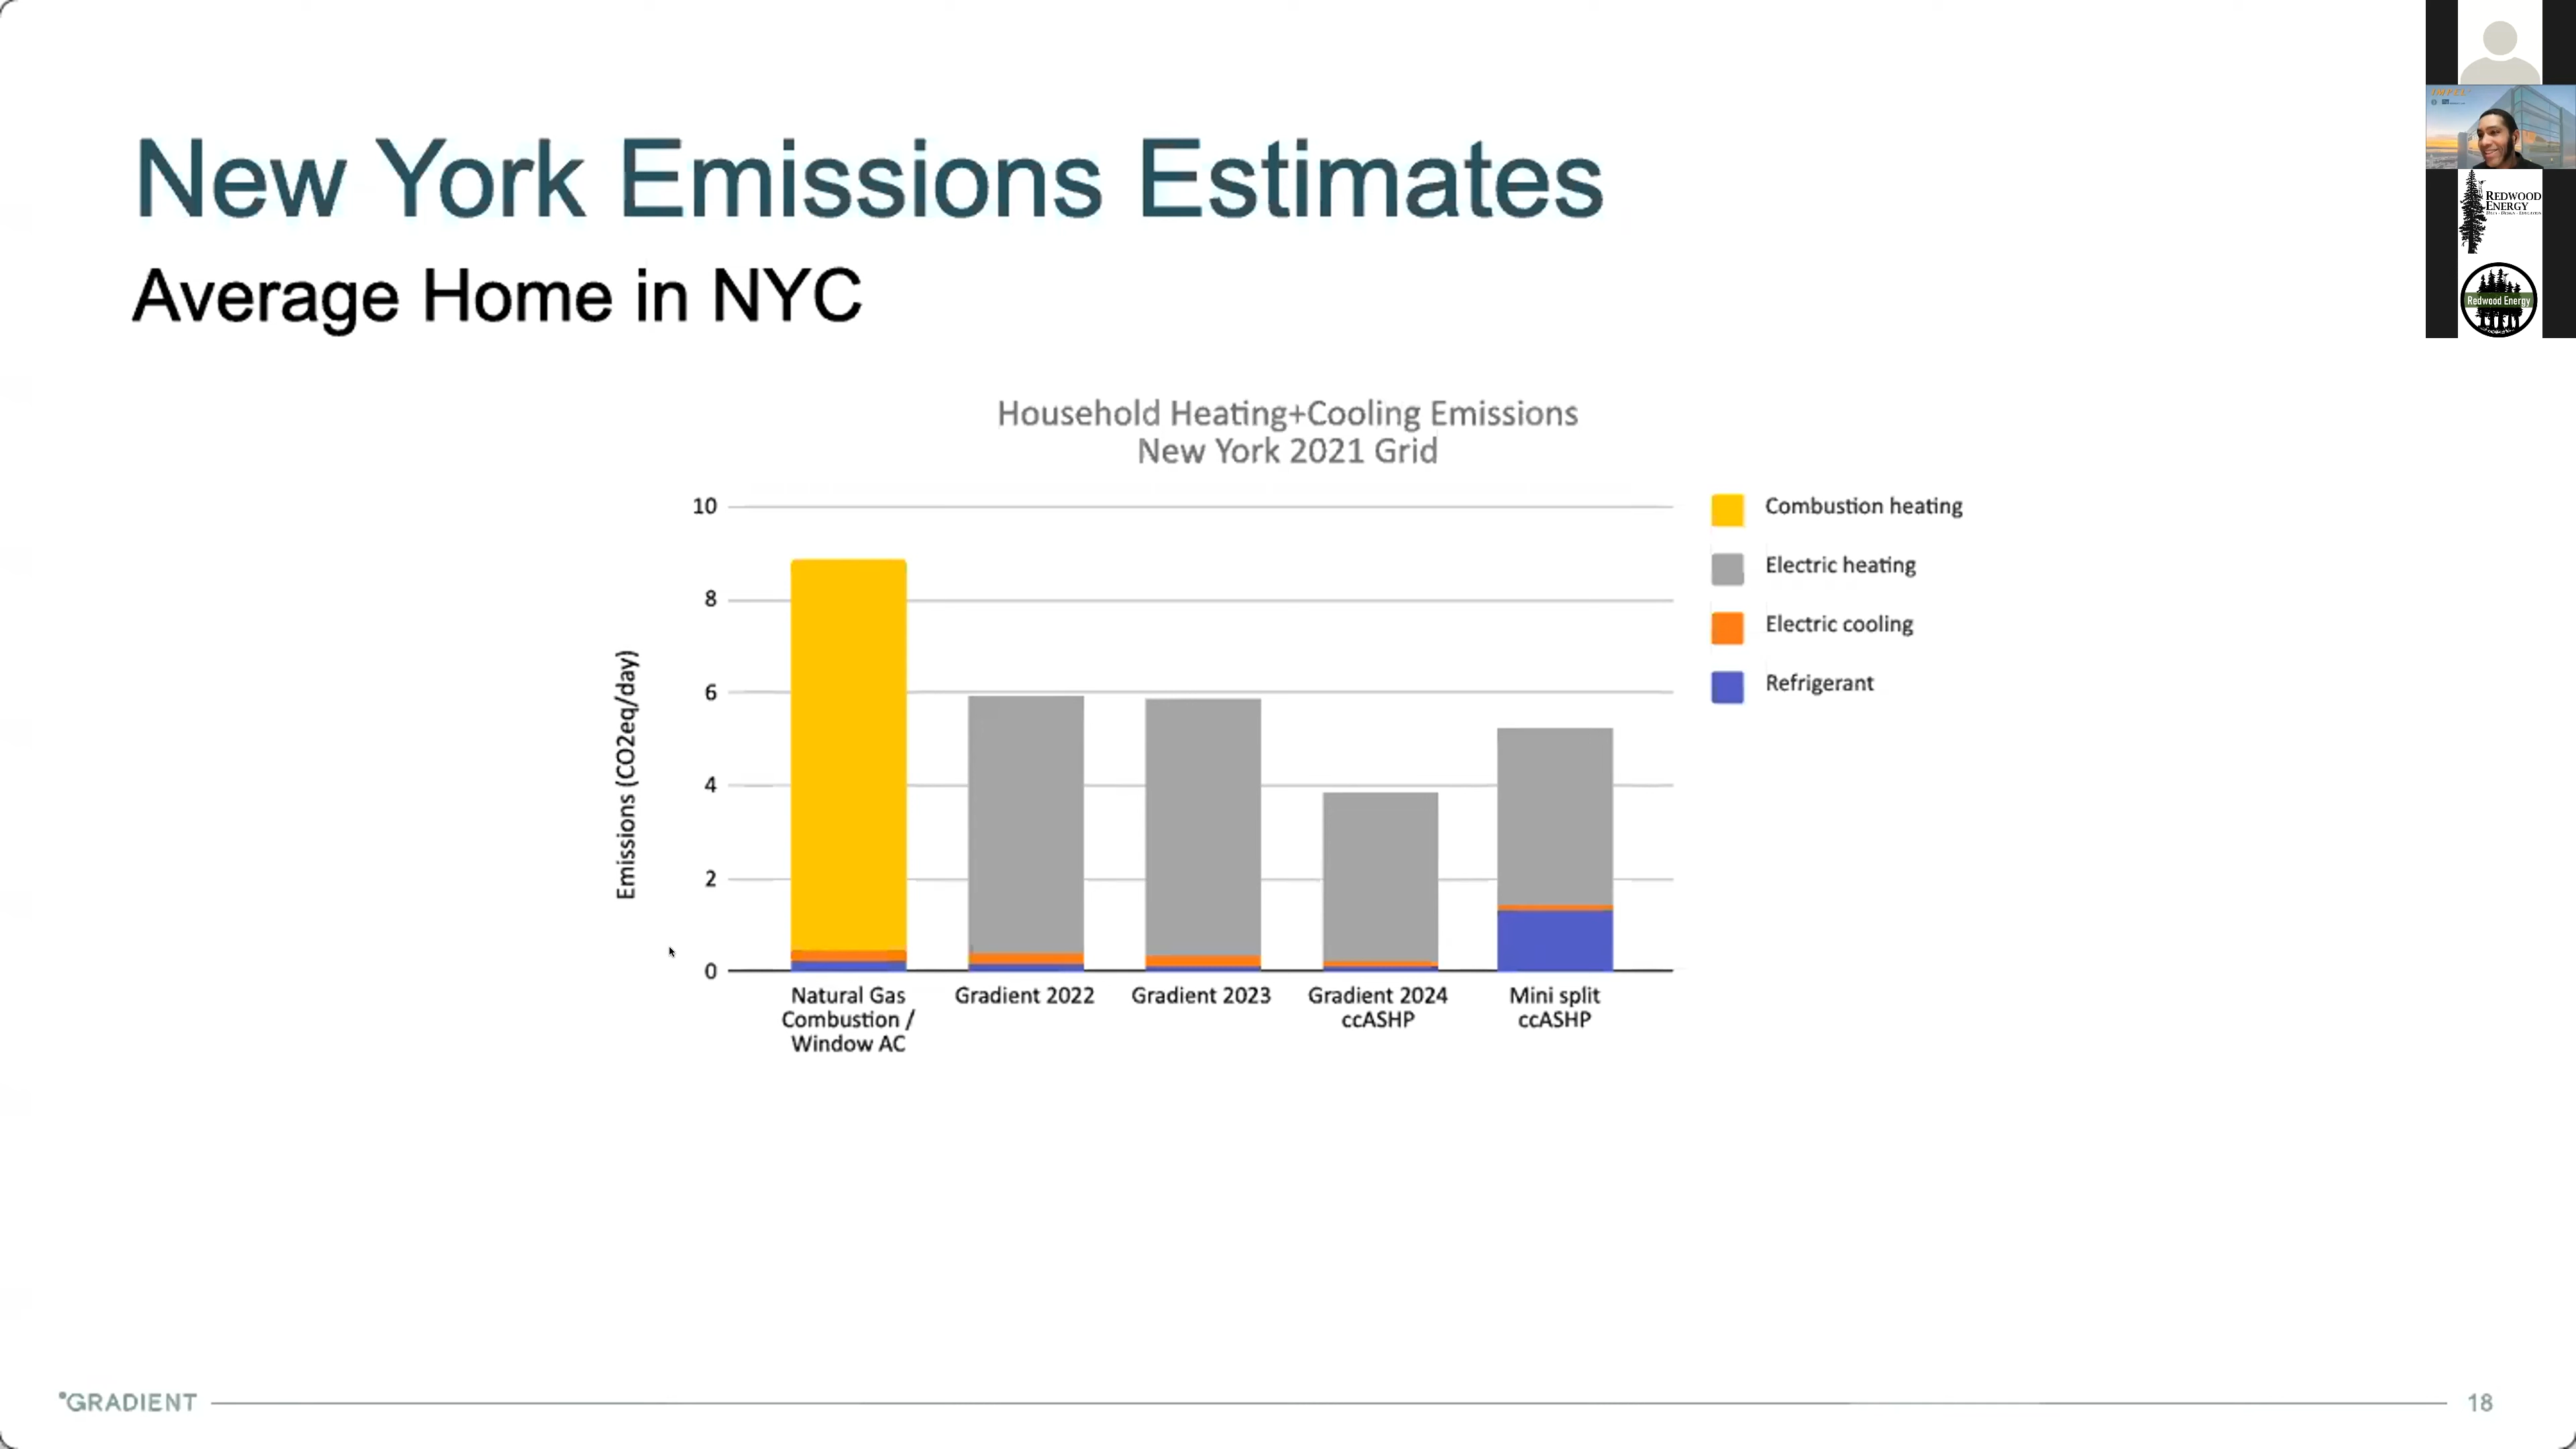 New York Emissions Estimates
Average Home in NYC
Household Heating+Cooling Emissions
New York 2021 Grid
Emissions (CO2eq/day)
10
8
6
4
2
0
Natural Gas
Combustion /
Window AC
Gradient 2022
Gradient 2023
Gradient 2024
ccASHP
Mini split
ccASHP
Combustion heating
Electric heating
Electric cooling
Refrigerant
REDWOOD
ENERGY
Redwood Energy
°GRADIENT
18